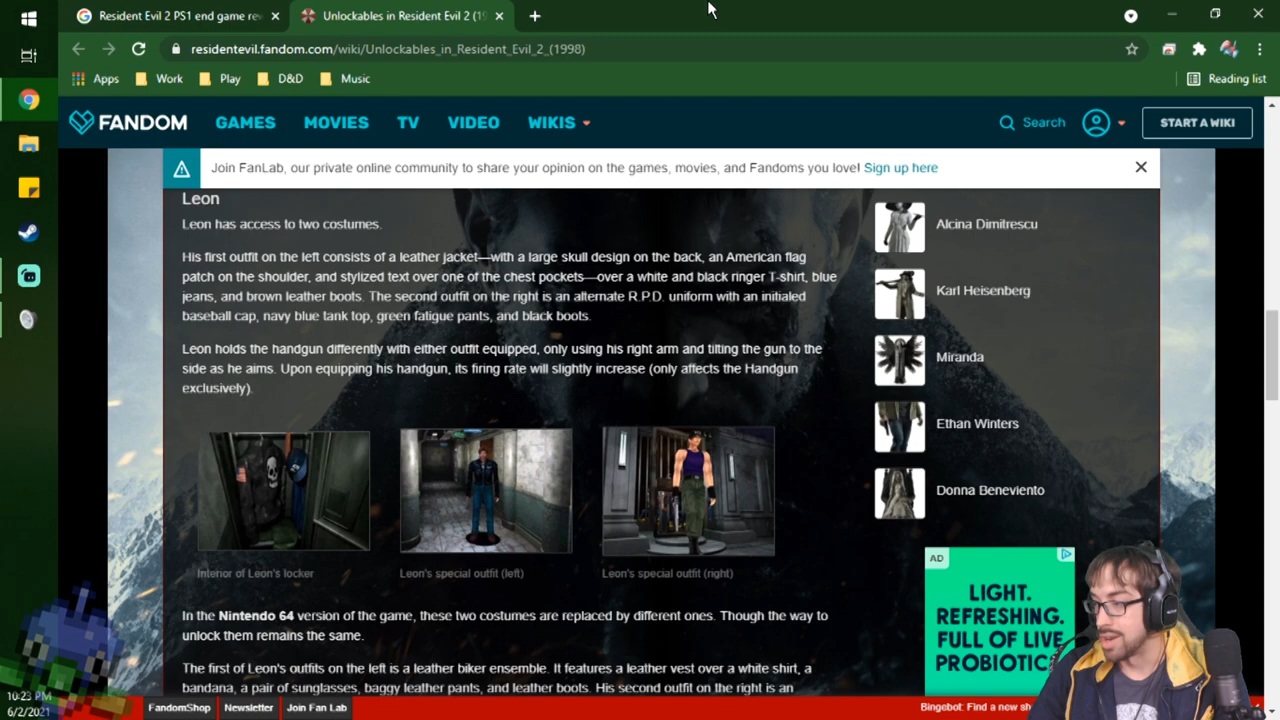 Resident Evil 2 PS1 end game rev
Unlockables in Resident Evil 2 (19
residentevil.fandom.com/wiki/Unlockables_in_Resident_Evil_2_(1998)
Apps Work Play D&D Music Reading list
FANDOM GAMES MOVIES TV VIDEO WIKIS Search START A WIKI
Join FanLab, our private online community to share your opinion on the games, movies, and Fandoms you love! Sign up here
Leon
Leon has access to two costumes.
His first outfit on the left consists of a leather jacket—with a large skull design on the back, an American flag
patch on the shoulder, and stylized text over one of the chest pockets—over a white and black ringer T-shirt, blue
jeans, and brown leather boots. The second outfit on the right is an alternate R.P.D. uniform with an initialed
baseball cap, navy blue tank top, green fatigue pants, and black boots.
Leon holds the handgun differently with either outfit equipped, only using his right arm and tilting the gun to the
side as he aims. Upon equipping his handgun, its firing rate will slightly increase (only affects the Handgun
exclusively).
Interior of Leon's locker
Leon's special outfit (left)
Leon's special outfit (right)
In the Nintendo 64 version of the game, these two costumes are replaced by different ones. Though the way to
unlock them remains the same.
The first of Leon's outfits on the left is a leather biker ensemble. It features a leather vest over a white shirt, a
bandana, a pair of sunglasses, baggy leather pants, and leather boots. His second outfit on the right is an
Alcina Dimitrescu
Karl Heisenberg
Miranda
Ethan Winters
Donna Beneviento
AD
LIGHT.
REFRESHING.
FULL OF LIVE
PROBIOTIC
FandomShop Newsletter Join Fan Lab
Bingebot: Find a new sh
10:23 PM
6/2/2021